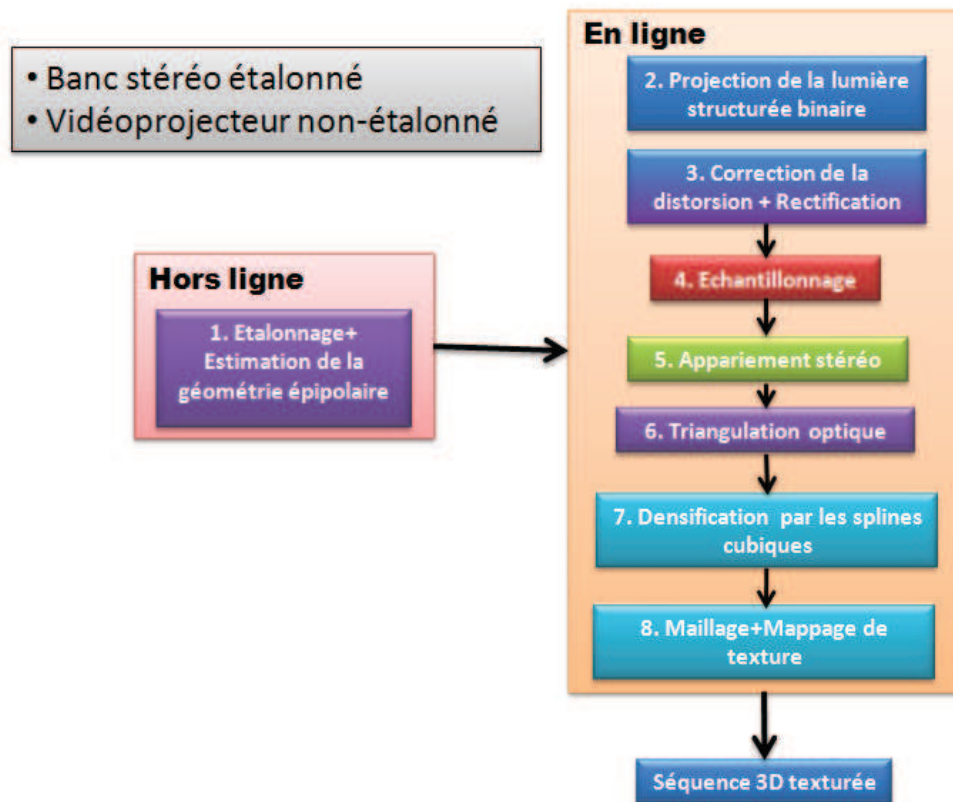 • Banc stéréo étalonné
• Vidéoprojecteur non-étalonné
Hors ligne
1. Etalonnage+
Estimation de la
géométrie épipolaire
En ligne
2. Projection de la lumière
structurée binaire
3. Correction de la
distorsion + Rectification
4. Echantillonnage
5. Appariement stéréo
6. Triangulation optique
7. Densification par les splines
cubiques
8. Maillage+Mappage de
texture
Séquence 3D texturée